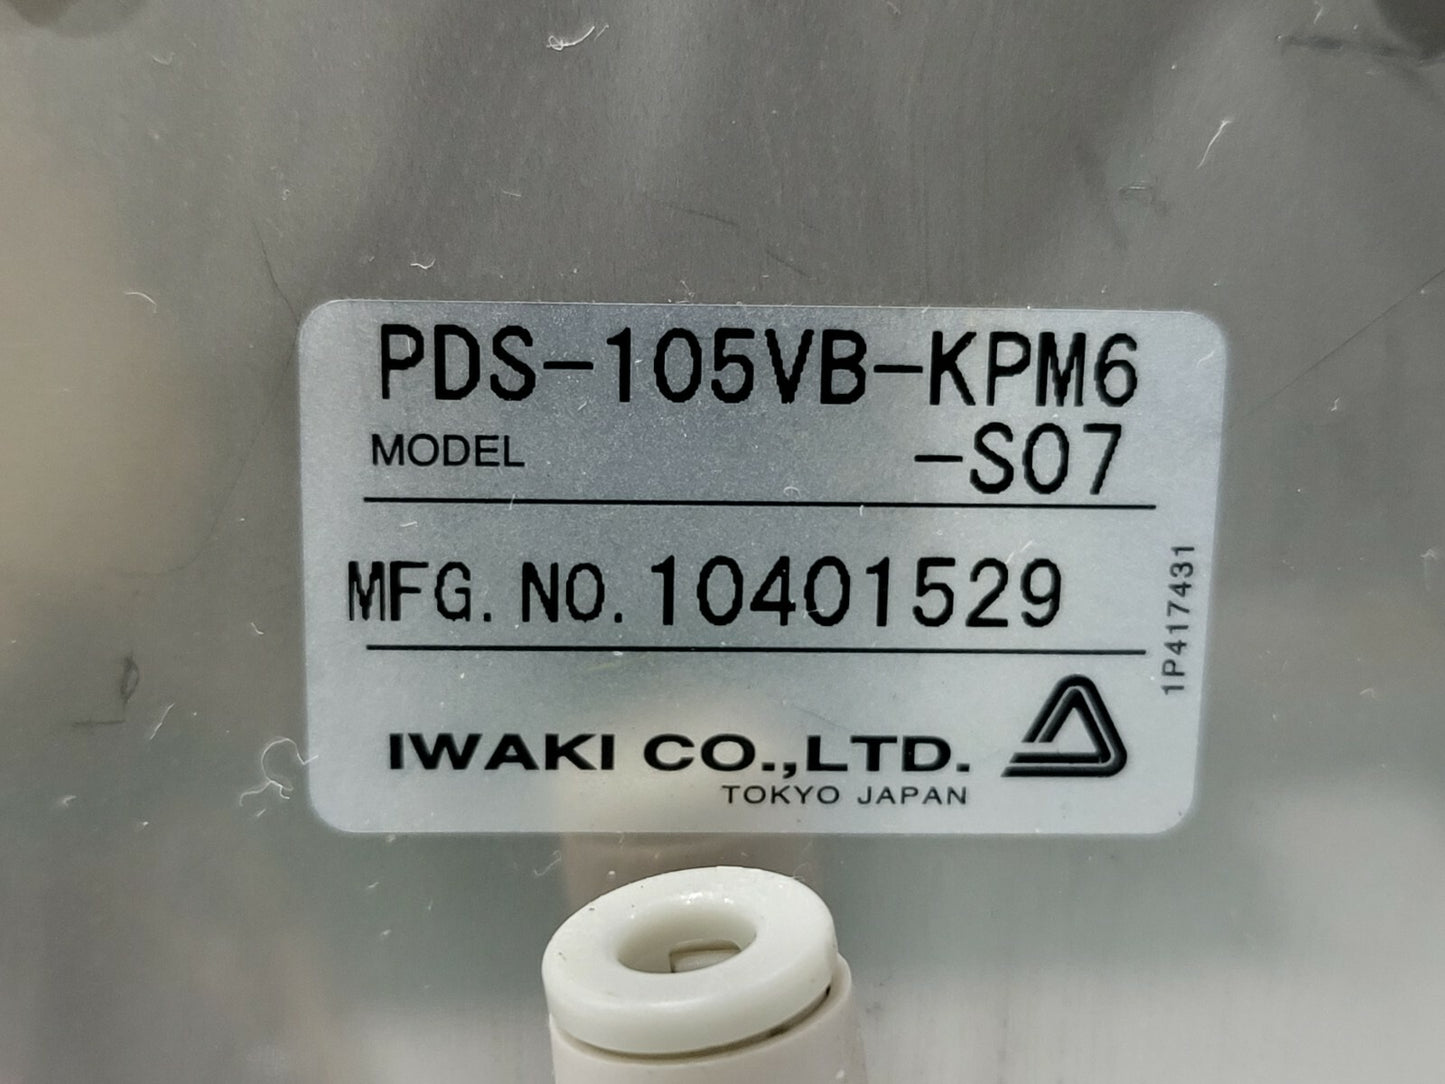 PDS-105VB-KPM6
MODEL -S07
MFG. NO. 10401529
1P417431
IWAKI CO.,LTD.
TOKYO JAPAN